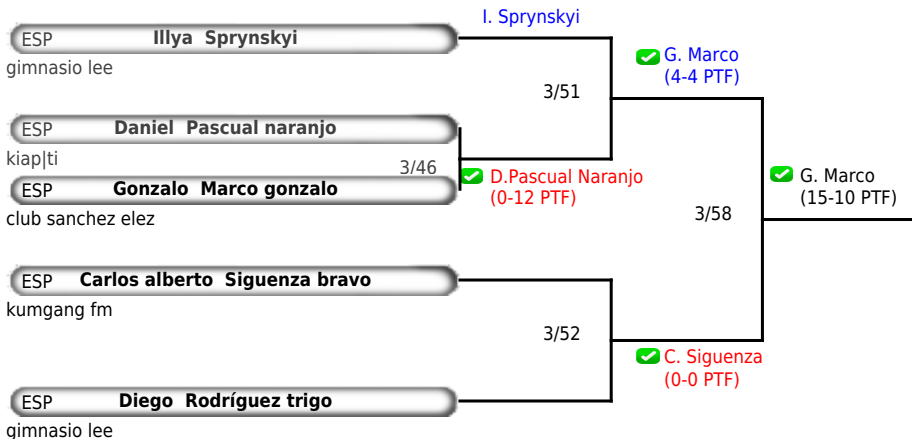 I. Sprynskyi
ESP Illya Sprynskyi
gimnasio lee
G. Marco
(4-4 PTF)
3/51
ESP Daniel Pascual naranjo
kiap|ti
3/46
D.Pascual Naranjo
(0-12 PTF)
G. Marco
(15-10 PTF)
ESP Gonzalo Marco gonzalo
club sanchez elez
3/58
ESP Carlos alberto Siguenza bravo
kumgang fm
3/52
C. Siguenza
(0-0 PTF)
ESP Diego Rodríguez trigo
gimnasio lee